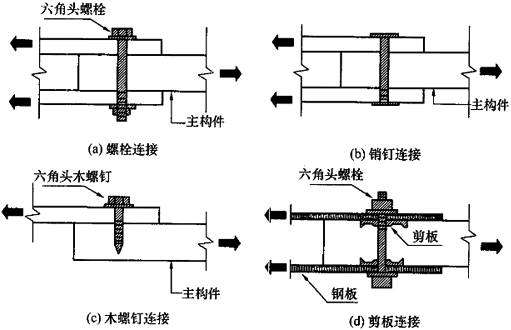 六角头螺栓
主构件
(a) 螺栓连接
主构件
(b) 销钉连接
六角头木螺钉
主构件
(c) 木螺钉连接
六角头螺栓
剪板
钢板
(d) 剪板连接